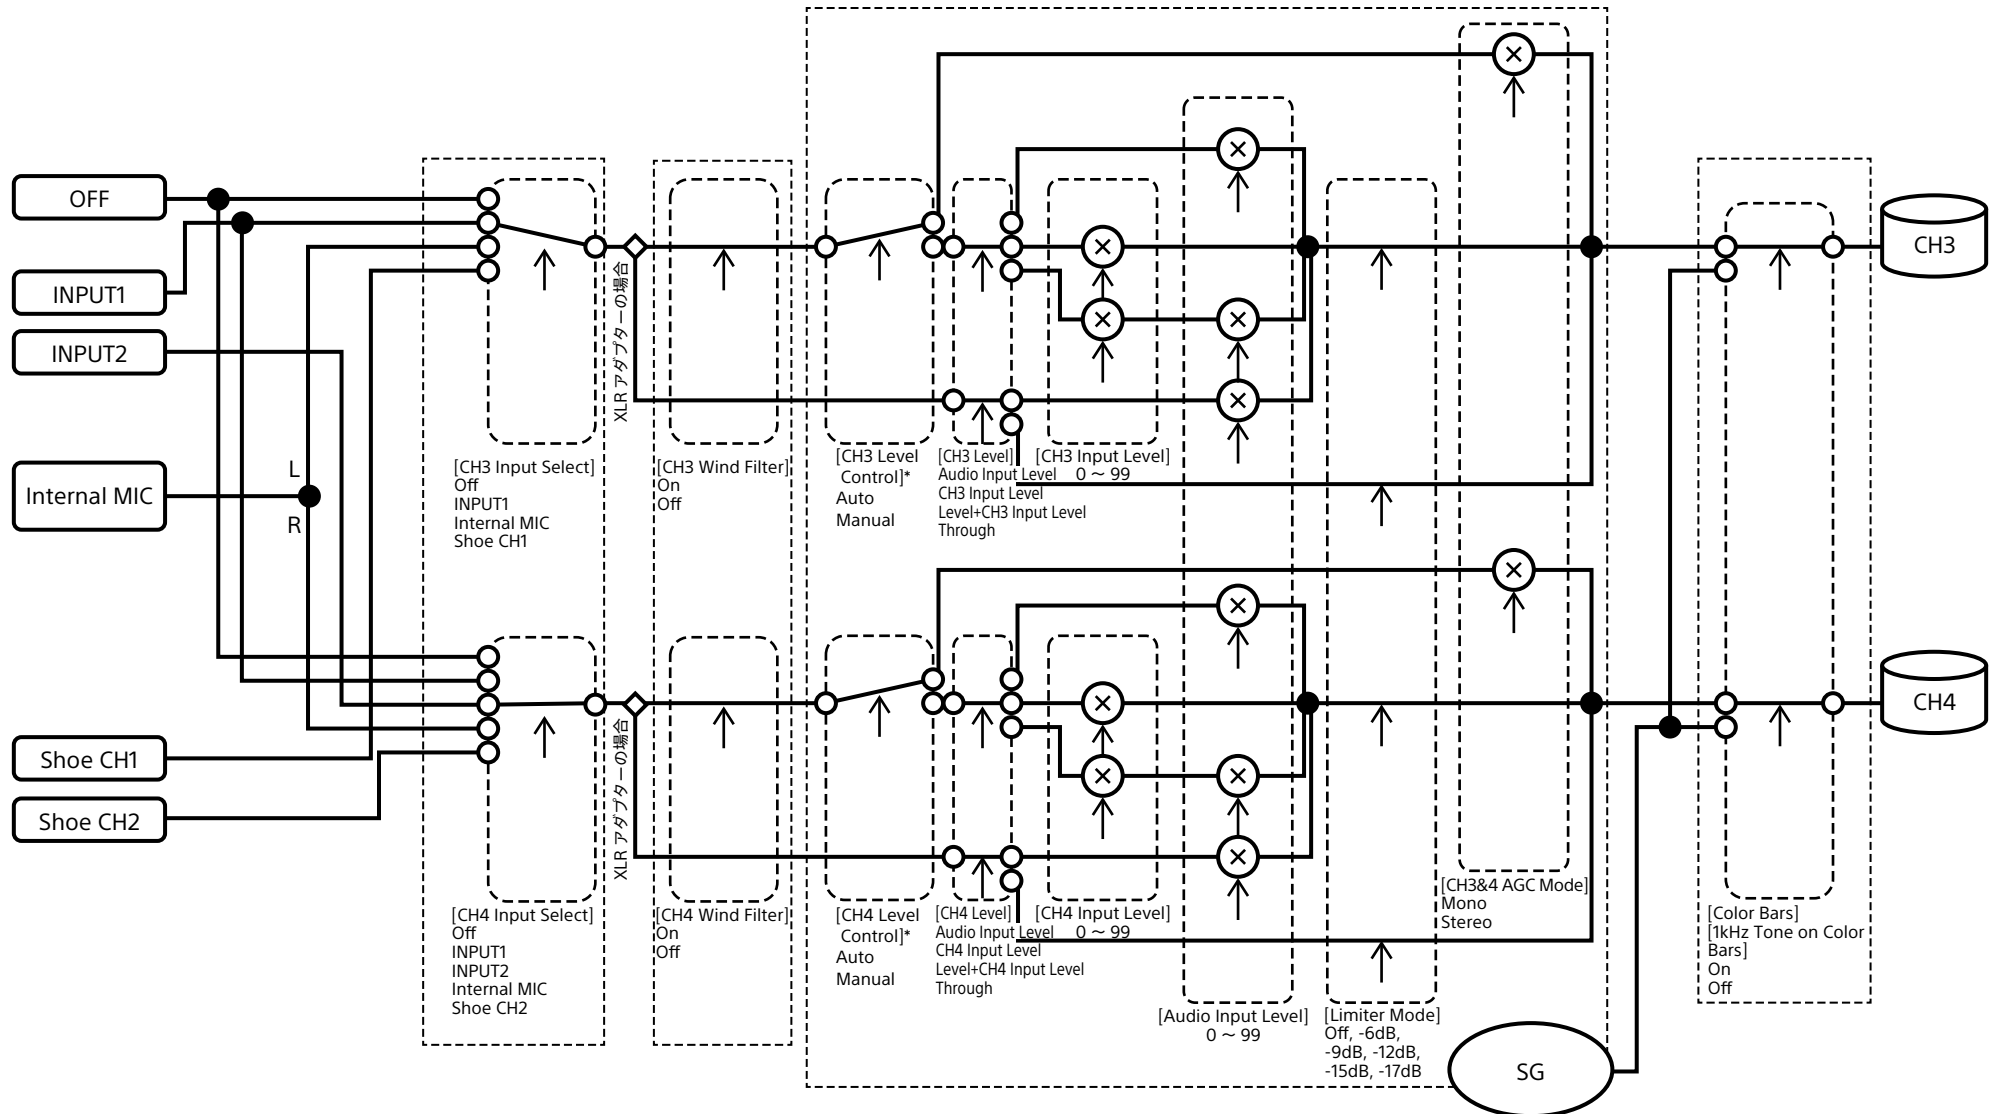 OFF
INPUT1
INPUT2
Internal MIC
L
R
Shoe CH1
Shoe CH2
[CH3 Input Select]
Off
INPUT1
Internal MIC
Shoe CH1
XLR アダプターの場合
[CH3 Wind Filter]
On
Off
[CH3 Level
Control]*
Auto
Manual
[CH3 Level]
Audio Input Level
CH3 Input Level
Level+CH3 Input Level
Through
[CH3 Input Level]
0 ~ 99
CH3
[CH4 Input Select]
Off
INPUT1
INPUT2
Internal MIC
Shoe CH2
XLR アダプターの場合
[CH4 Wind Filter]
On
Off
[CH4 Level
Control]*
Auto
Manual
[CH4 Level]
Audio Input Level
CH4 Input Level
Level+CH4 Input Level
Through
[CH4 Input Level]
0 ~ 99
[Audio Input Level]
0 ~ 99
[Limiter Mode]
Off, -6dB,
-9dB, -12dB,
-15dB, -17dB
[CH3&4 AGC Mode]
Mono
Stereo
SG
[Color Bars]
[1kHz Tone on Color
Bars]
On
Off
CH4